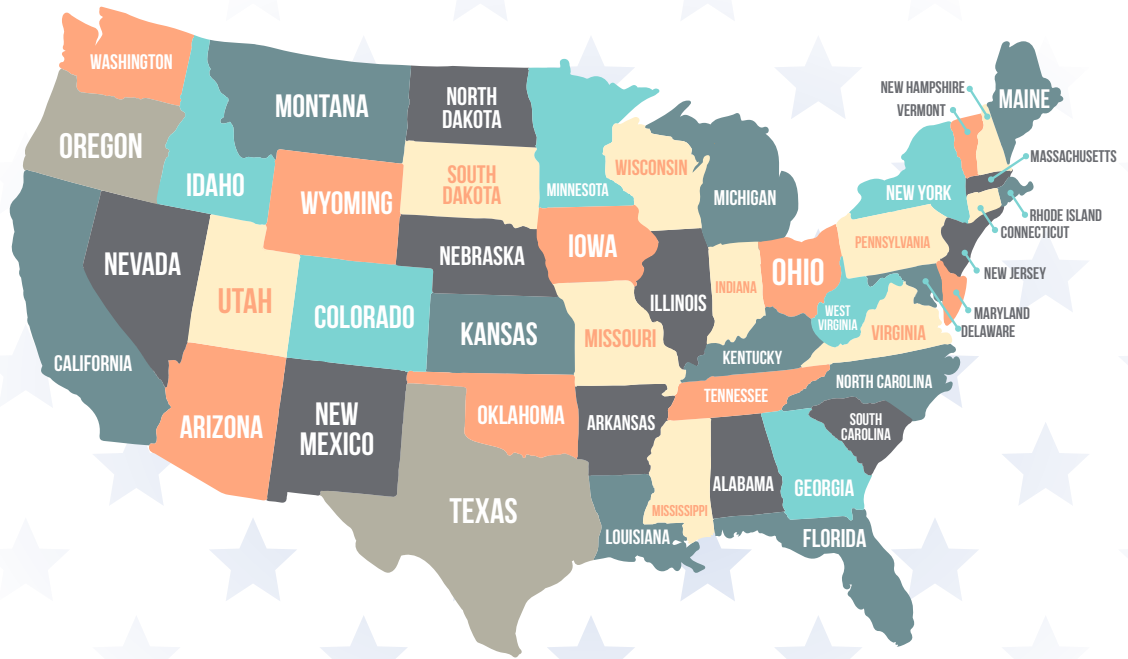 WASHINGTON
OREGON
CALIFORNIA
NEVADA
IDAHO
MONTANA
WYOMING
UTAH
COLORADO
ARIZONA
NEW
MEXICO
NORTH
DAKOTA
SOUTH
DAKOTA
NEBRASKA
KANSAS
OKLAHOMA
TEXAS
MINNESOTA
IOWA
MISSOURI
ARKANSAS
LOUISIANA
WISCONSIN
ILLINOIS
MICHIGAN
INDIANA
OHIO
KENTUCKY
TENNESSEE
MISSISSIPPI
ALABAMA
GEORGIA
FLORIDA
SOUTH
CAROLINA
NORTH CAROLINA
VIRGINIA
WEST
VIRGINIA
PENNSYLVANIA
NEW YORK
NEW HAMPSHIRE
VERMONT
MAINE
MASSACHUSETTS
RHODE ISLAND
CONNECTICUT
NEW JERSEY
MARYLAND
DELAWARE